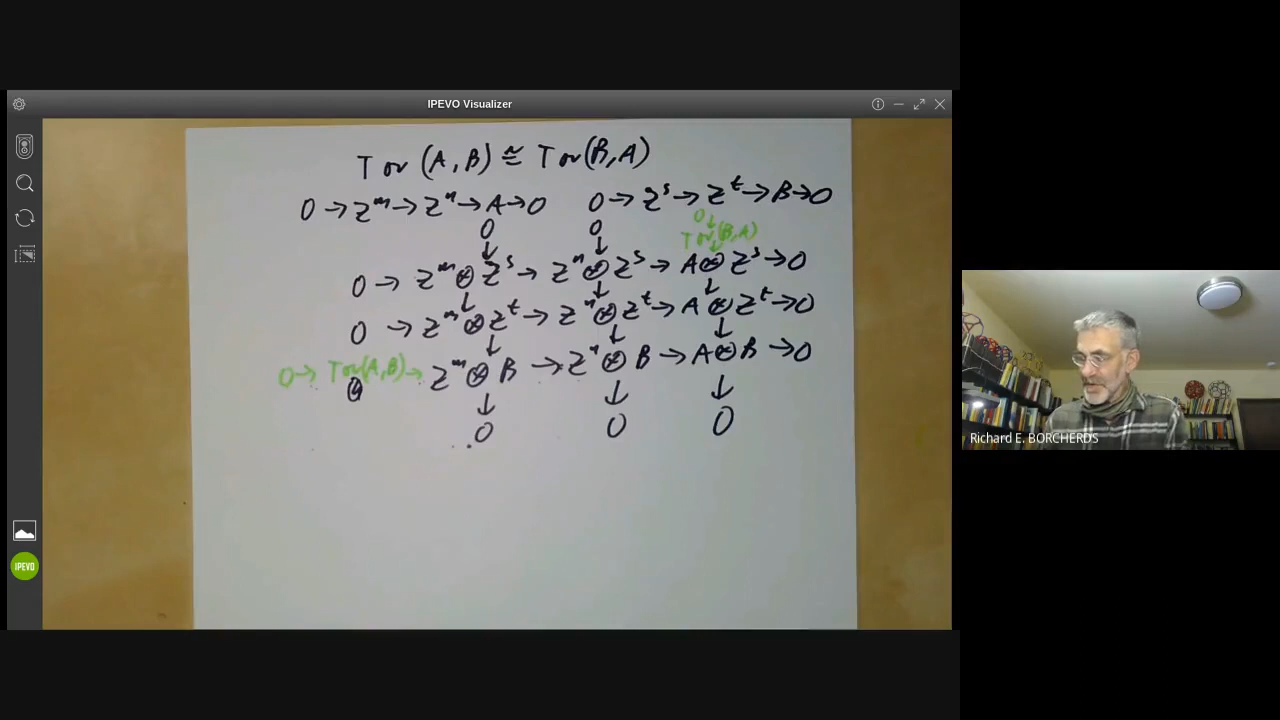 IPEVO Visualizer
Tor(A,B) ≅ Tor(B,A)
0 → Z^m → Z^n → A → 0    0 → Z^s → Z^t → B → 0
0    0    0
↓    ↓    ↓
Tor(B,A)
↓
0 → Z^m ⊗ Z^s → Z^n ⊗ Z^s → A ⊗ Z^s → 0
↓    ↓    ↓
0 → Z^m ⊗ Z^t → Z^n ⊗ Z^t → A ⊗ Z^t → 0
↓    ↓    ↓
0 → Tor(A,B) → Z^m ⊗ B → Z^n ⊗ B → A ⊗ B → 0
↓    ↓    ↓
0    0    0
IPEVO
Richard E. BORCHERDS